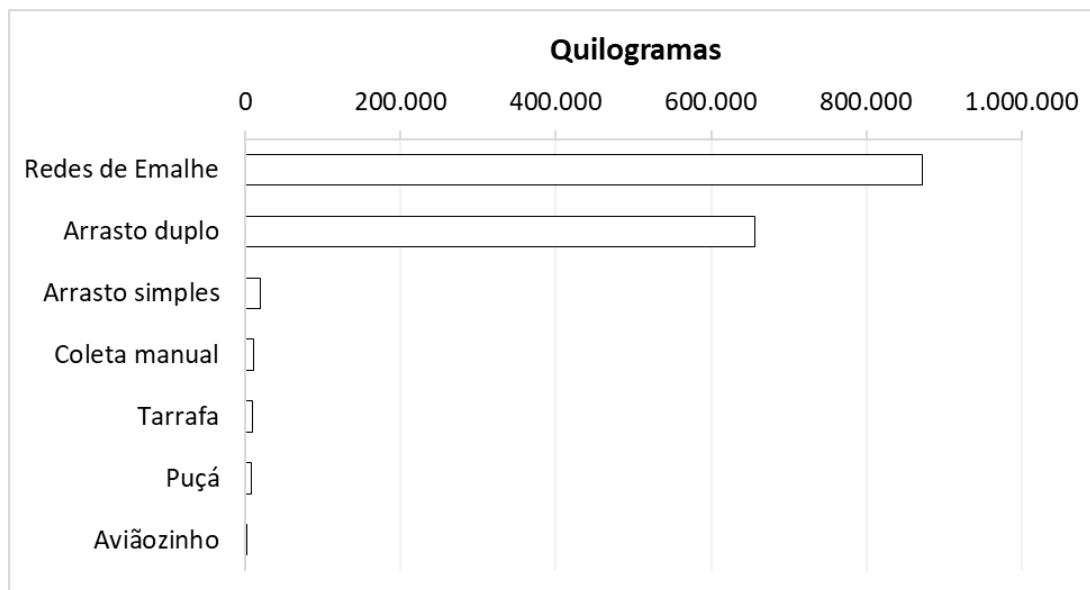 Quilogramas
0 200.000 400.000 600.000 800.000 1.000.000
Redes de Emalhe
Arrasto duplo
Arrasto simples
Coleta manual
Tarrafa
Puçá
Aviãozinho